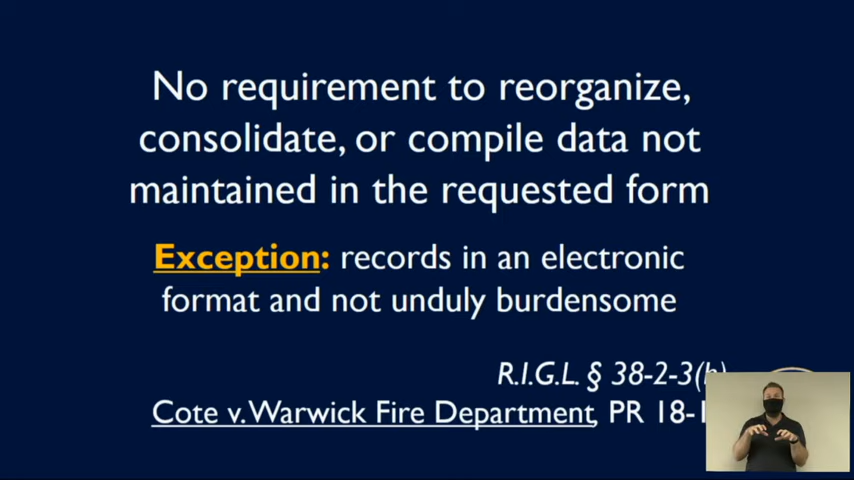 No requirement to reorganize,
consolidate, or compile data not
maintained in the requested form
Exception: records in an electronic
format and not unduly burdensome
R.I.G.L. § 38-2-3(h)
Cote v. Warwick Fire Department, PR 18-1